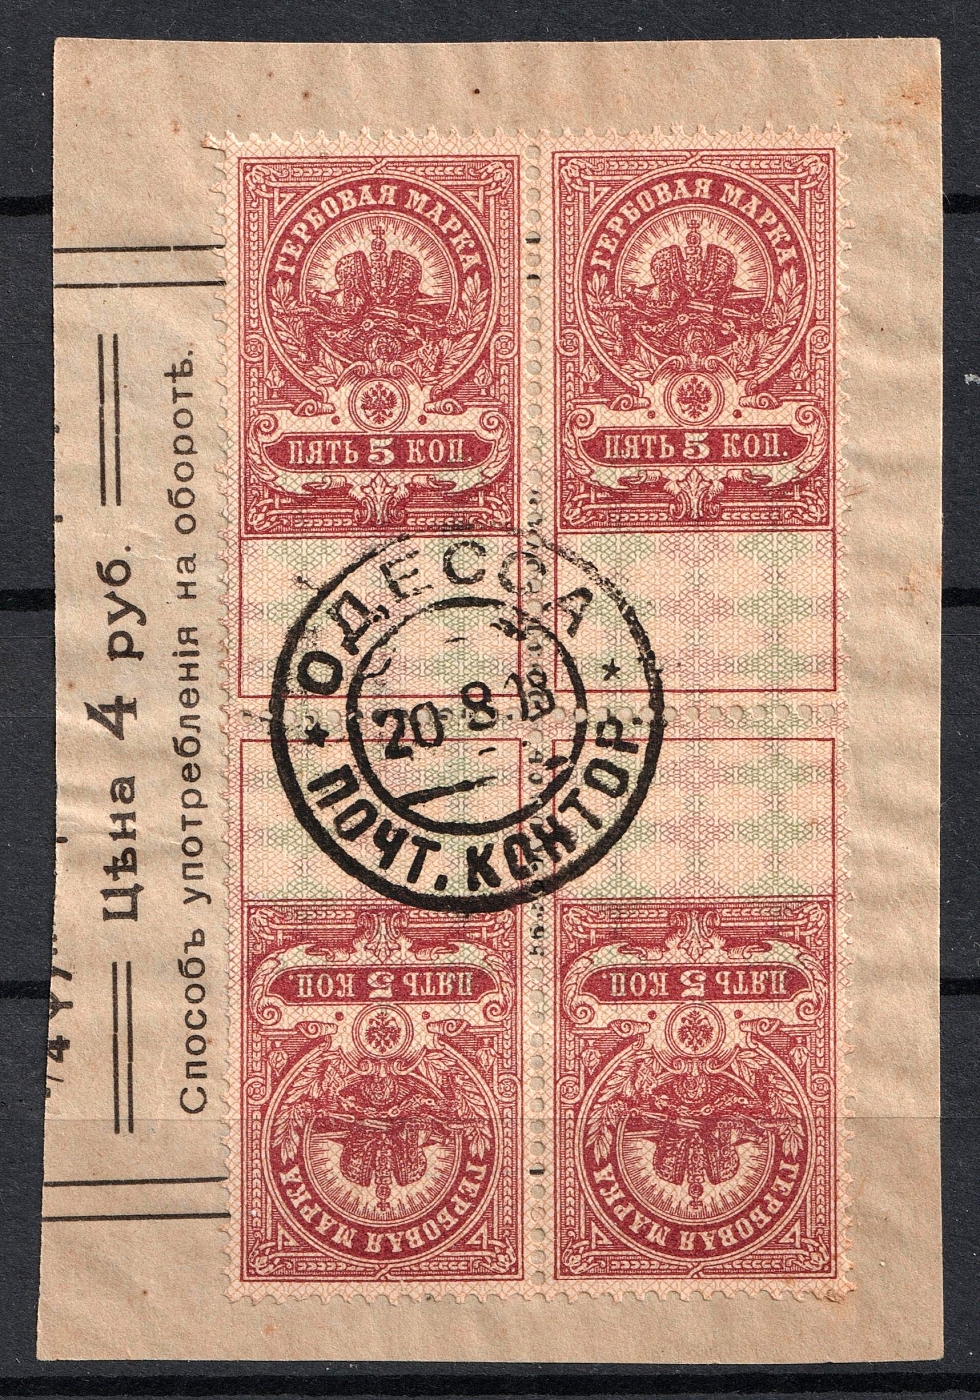 ГЕРБОВАЯ МАРКА
ПЯТЬ 5 КОП.
ГЕРБОВАЯ МАРКА
ПЯТЬ 5 КОП.
ОДЕССА
20·8·18
ПОЧТ. КОНТОР.
ПЯТЬ 5 КОП
ГЕРБОВАЯ МАРКА
ПЯТЬ 5 КОП.
ГЕРБОВАЯ МАРКА
Цѣна 4 руб.
Способъ употребленія на оборотѣ.